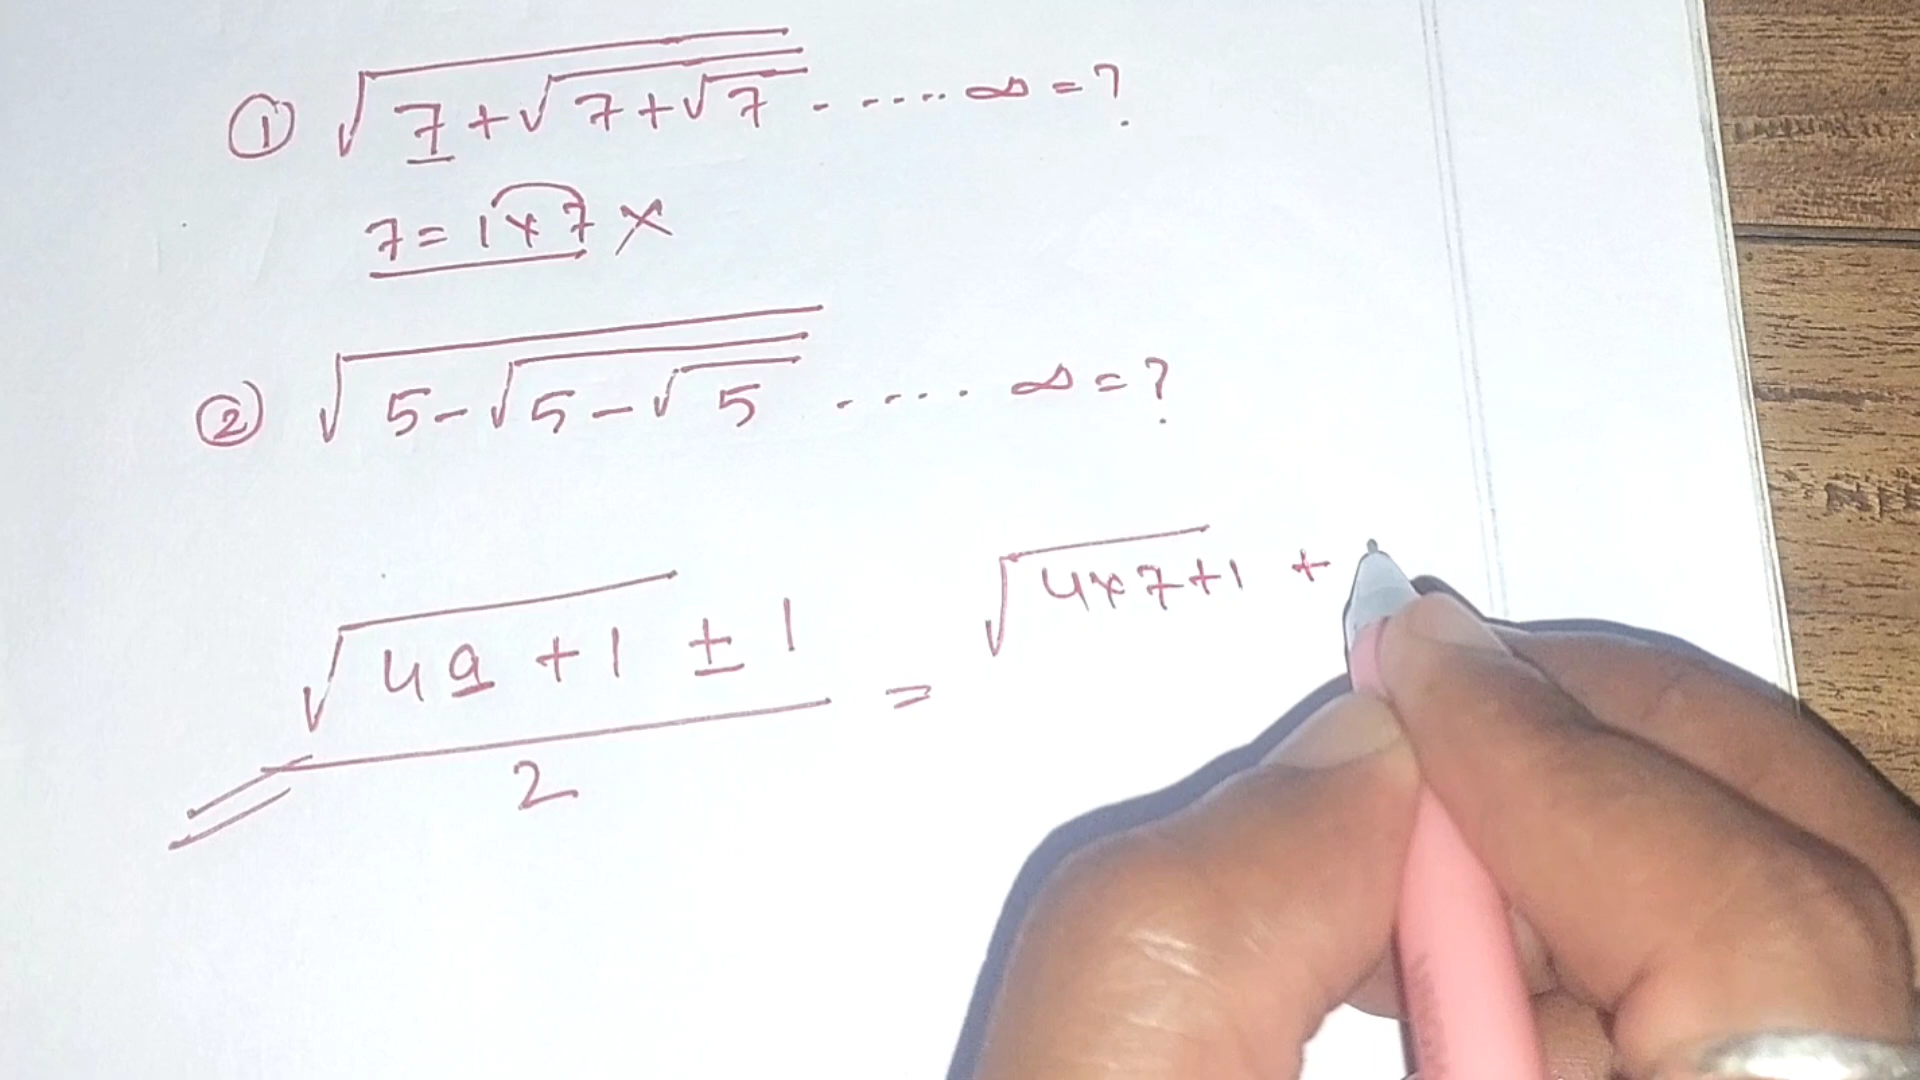 ① √7+√7+√7 ...... ∞ = ?
7 = 1×7 ×
② √5-√5-√5 ..... ∞ = ?
√4a+1 ± 1 / 2 = √4×7+1 +